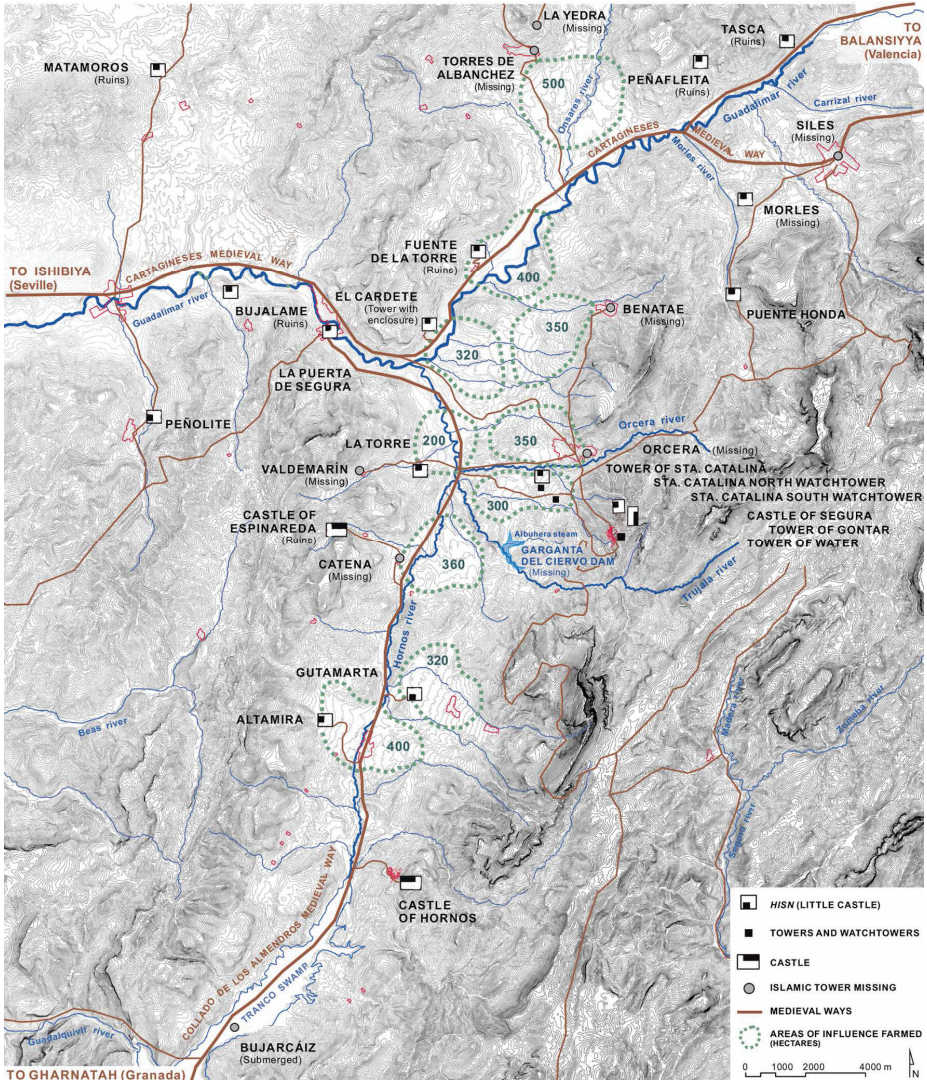 LA YEDRA
(Missing)
TASCA
(Ruins)
TO
BALANSIYYA
(Valencia)
MATAMOROS
(Ruins)
TORRES DE
ALBANCHEZ
(Missing)
PEÑAFLEITA
(Ruins)
500
Onsares river
Guadalimar river
Carrizal river
SILES
(Missing)
CARTAGINESES
MEDIEVAL WAY
Morles river
MORLES
(Missing)
FUENTE
DE LA TORRE
(Ruins)
400
TO ISHIBIYA
(Seville)
CARTAGINESES MEDIEVAL WAY
Guadalimar river
BUJALAME
(Ruins)
EL CARDETE
(Tower with
enclosure)
350
BENATAE
(Missing)
PUENTE HONDA
320
LA PUERTA
DE SEGURA
PEÑOLITE
LA TORRE
200
350
Orcera river
ORCERA (Missing)
VALDEMARÍN
(Missing)
TOWER OF STA. CATALINA
STA. CATALINA NORTH WATCHTOWER
STA. CATALINA SOUTH WATCHTOWER
300
CASTLE OF
ESPINAREDA
(Ruins)
CASTLE OF SEGURA
TOWER OF GONTAR
TOWER OF WATER
Albuhera steam
GARGANTA
DEL CIERVO DAM
(Missing)
CATENA
(Missing)
360
Trujala river
Hornos river
GUTAMARTA
320
ALTAMIRA
400
Beas river
Madera river
Zumeba river
Segura river
CASTLE
OF HORNOS
COLLADO DE LOS ALMENDROS MEDIEVAL WAY
TRANCO SWAMP
Guadalquivir river
BUJARCÁIZ
(Submerged)
TO GHARNATAH (Granada)
HISN (LITTLE CASTLE)
TOWERS AND WATCHTOWERS
CASTLE
ISLAMIC TOWER MISSING
MEDIEVAL WAYS
AREAS OF INFLUENCE FARMED
(HECTARES)
0 1000 2000 4000 m
N